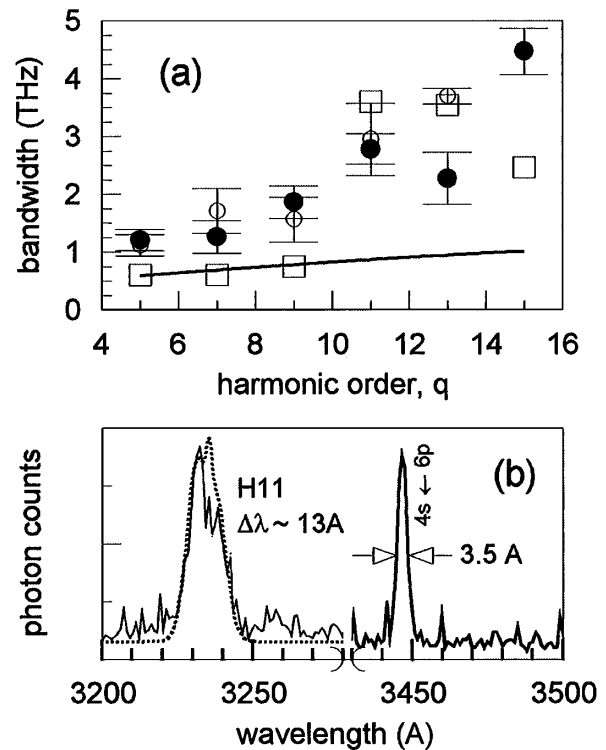 (a)
bandwidth (THz)
5
4
3
2
1
0
4 6 8 10 12 14 16
harmonic order, q
(b)
photon counts
H11
Δλ ~ 13A
4s ← 6p
3.5 A
3200 3250 3450 3500
wavelength (A)